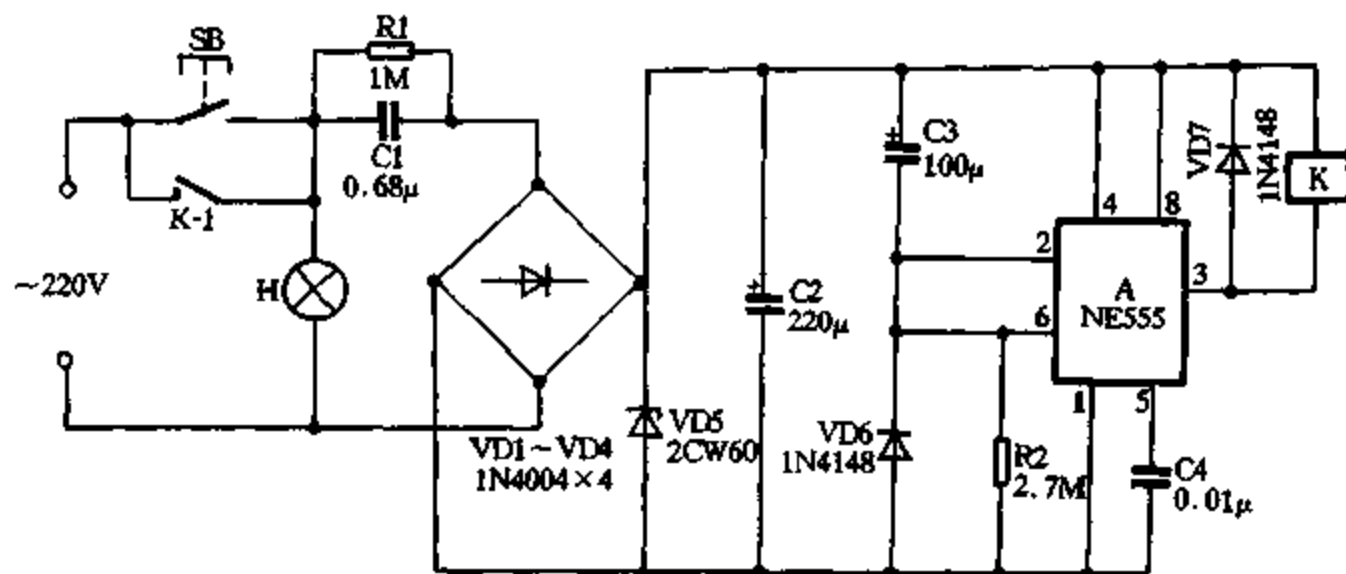 SB
R1
1M
C1
0.68μ
K-1
~220V
H
VD1~VD4
1N4004×4
VD5
2CW60
C2
220μ
C3
100μ
VD6
1N4148
R2
2.7M
4
8
2
6
3
1
5
A
NE555
C4
0.01μ
VD7
1N4148
K